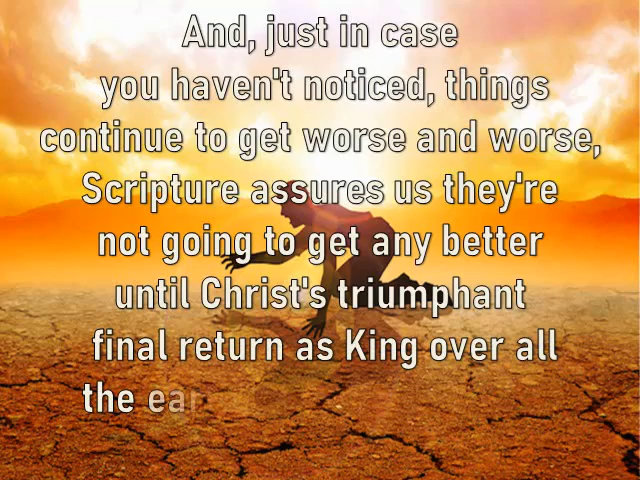 And, just in case
you haven't noticed, things
continue to get worse and worse,
Scripture assures us they're
not going to get any better
until Christ's triumphant
final return as King over all
the ear